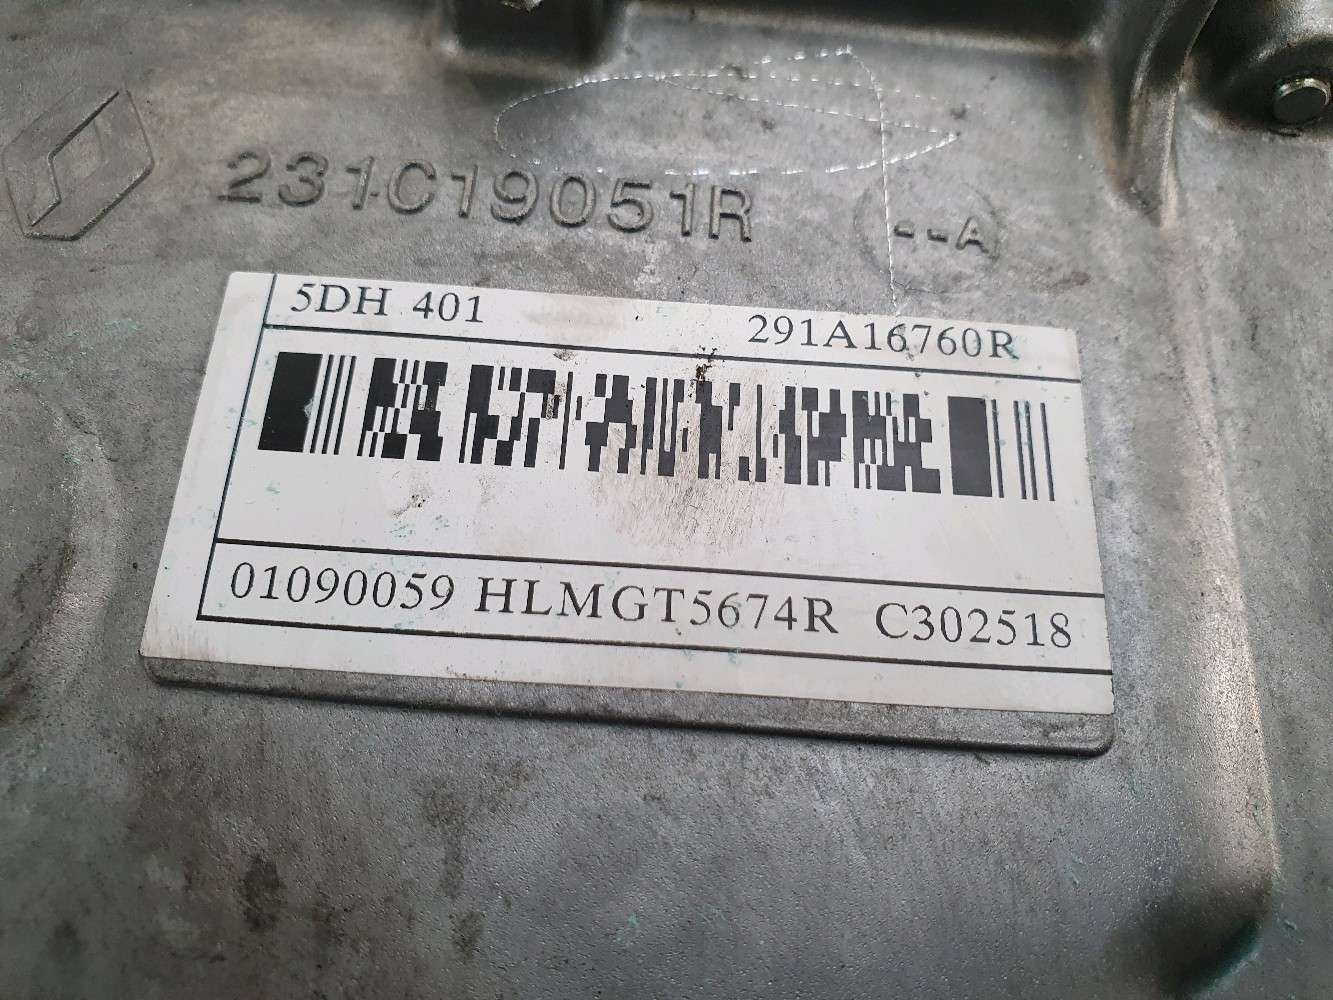 231C19051R --A
5DH 401 291A16760R
01090059 HLMGT5674R C302518